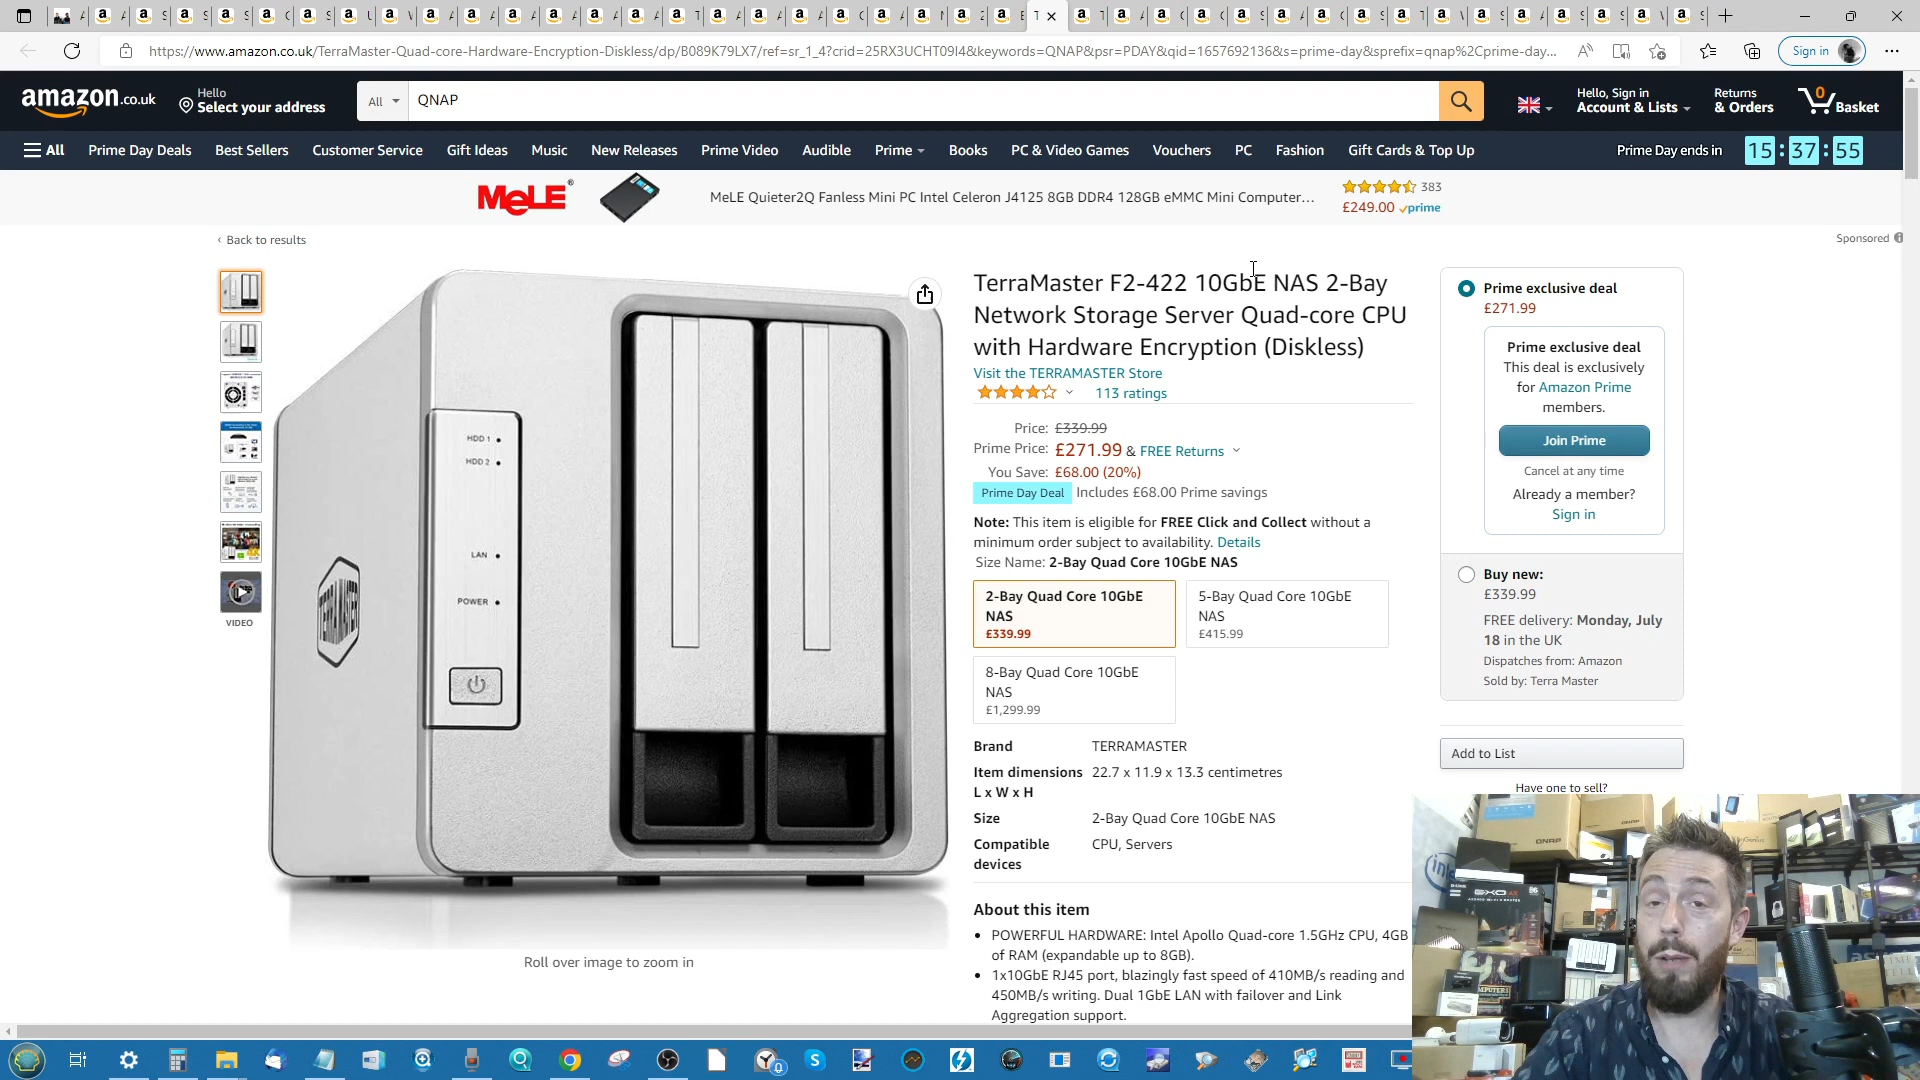 https://www.amazon.co.uk/TerraMaster-Quad-core-Hardware-Encryption-Diskless/dp/B089K79LX7/ref=sr_1_4?crid=25RX3UCHT09I4&keywords=QNAP&psr=PDAY&qid=1657692136&s=prime-day&sprefix=qnap%2Cprime-day...
Sign in
amazon.co.uk
Hello
Select your address
All
QNAP
Hello, Sign in
Account & Lists
Returns
& Orders
0
Basket
All
Prime Day Deals
Best Sellers
Customer Service
Gift Ideas
Music
New Releases
Prime Video
Audible
Prime
Books
PC & Video Games
Vouchers
PC
Fashion
Gift Cards & Top Up
Prime Day ends in
15 : 37 : 55
MeLE
MeLE Quieter2Q Fanless Mini PC Intel Celeron J4125 8GB DDR4 128GB eMMC Mini Computer...
383
£249.00 prime
‹ Back to results
Sponsored
VIDEO
HDD 1
HDD 2
LAN
POWER
Roll over image to zoom in
TerraMaster F2-422 10GbE NAS 2-Bay
Network Storage Server Quad-core CPU
with Hardware Encryption (Diskless)
Visit the TERRAMASTER Store
113 ratings
Price: £339.99
Prime Price: £271.99 & FREE Returns
You Save: £68.00 (20%)
Prime Day Deal Includes £68.00 Prime savings
Note: This item is eligible for FREE Click and Collect without a
minimum order subject to availability. Details
Size Name: 2-Bay Quad Core 10GbE NAS
2-Bay Quad Core 10GbE
NAS
£339.99
5-Bay Quad Core 10GbE
NAS
£415.99
8-Bay Quad Core 10GbE
NAS
£1,299.99
Brand TERRAMASTER
Item dimensions 22.7 x 11.9 x 13.3 centimetres
L x W x H
Size 2-Bay Quad Core 10GbE NAS
Compatible CPU, Servers
devices
About this item
• POWERFUL HARDWARE: Intel Apollo Quad-core 1.5GHz CPU, 4GB
of RAM (expandable up to 8GB).
• 1x10GbE RJ45 port, blazingly fast speed of 410MB/s reading and
450MB/s writing. Dual 1GbE LAN with failover and Link
Aggregation support.
Prime exclusive deal
£271.99
Prime exclusive deal
This deal is exclusively
for Amazon Prime
members.
Join Prime
Cancel at any time
Already a member?
Sign in
Buy new:
£339.99
FREE delivery: Monday, July
18 in the UK
Dispatches from: Amazon
Sold by: Terra Master
Add to List
Have one to sell?
QNAP
intel
EXO AX